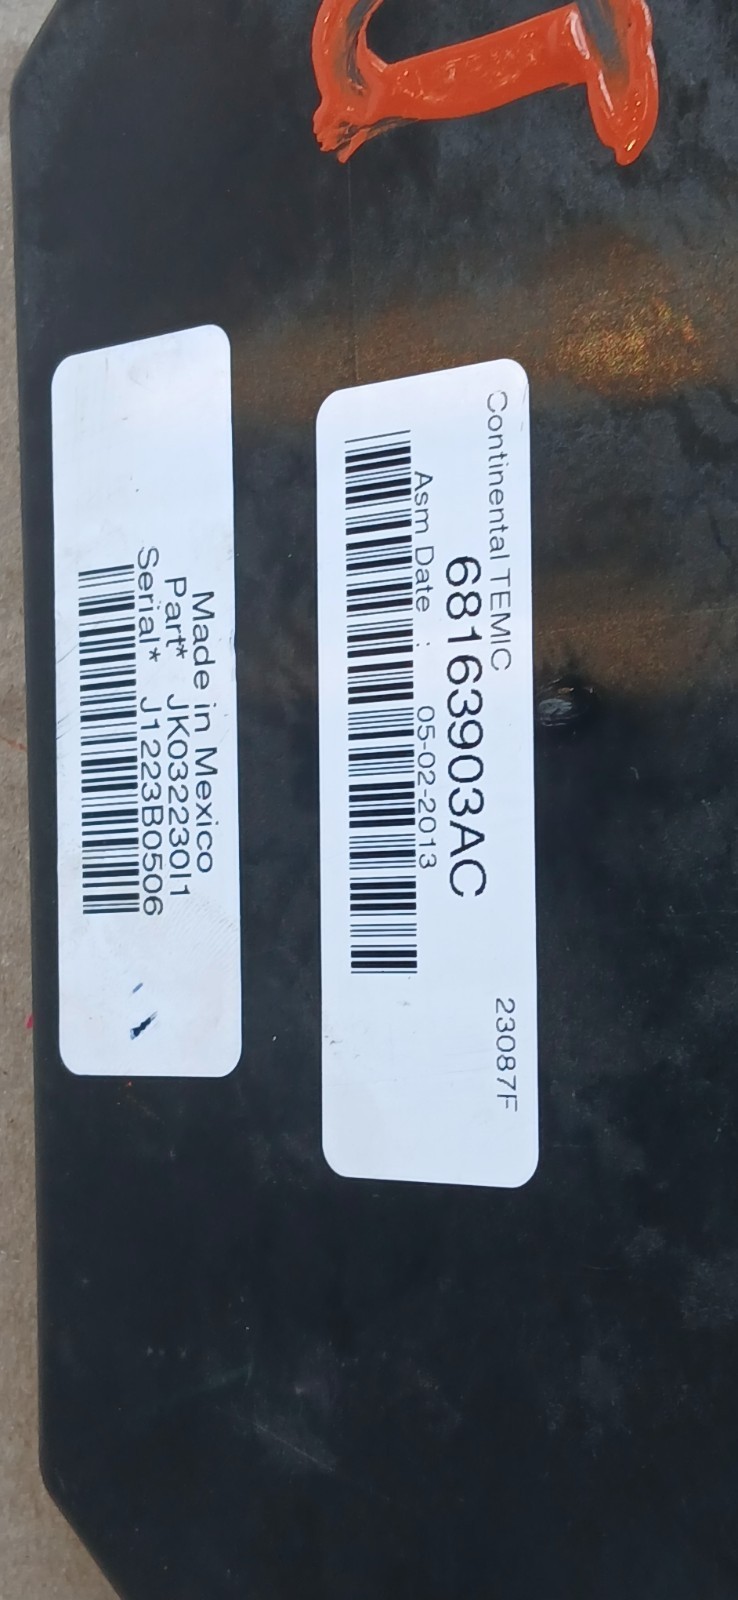 Continental TEMIC 23087F
68163903AC
Asm Date : 05-02-2013
Made in Mexico
Part* JK032230I1
Serial* J1223B0506